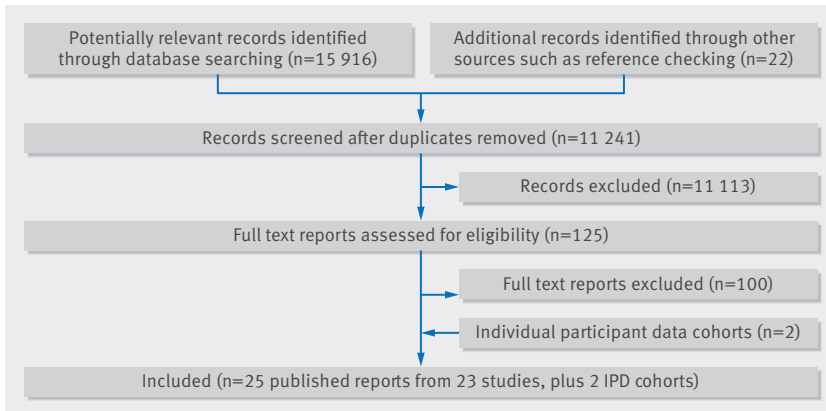 Potentially relevant records identified
through database searching (n=15 916)
Additional records identified through other
sources such as reference checking (n=22)
Records screened after duplicates removed (n=11 241)
Records excluded (n=11 113)
Full text reports assessed for eligibility (n=125)
Full text reports excluded (n=100)
Individual participant data cohorts (n=2)
Included (n=25 published reports from 23 studies, plus 2 IPD cohorts)